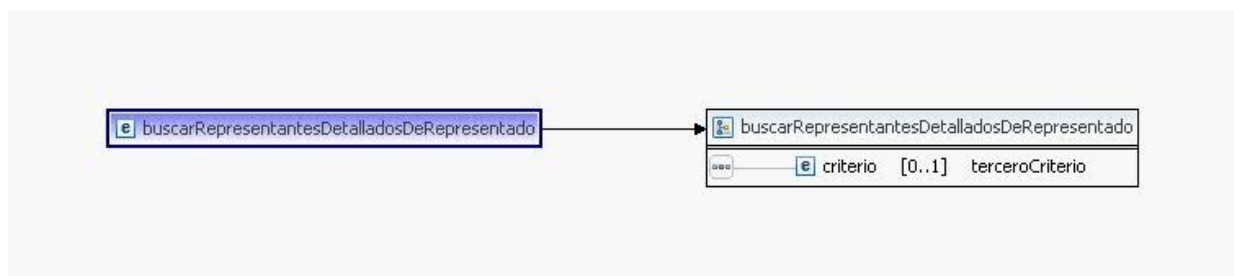 e buscarRepresentantesDetalladosDeRepresentado
buscarRepresentantesDetalladosDeRepresentado
e criterio [0..1] terceroCriterio